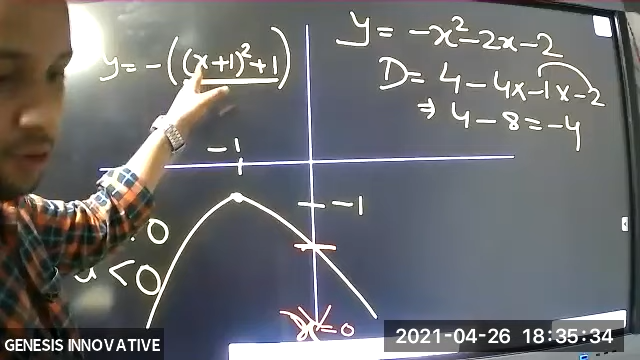 y = -((x+1)²+1)
y = -x²-2x-2
D = 4 - 4x-1x-2
⇒ 4 - 8 = -4
-1
-1
<0
=0
GENESIS INNOVATIVE
2021-04-26 18:35:34